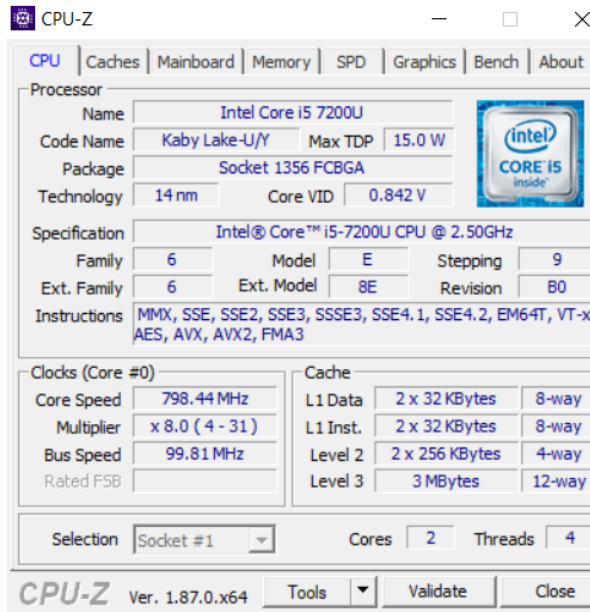 CPU-Z
CPU Caches Mainboard Memory SPD Graphics Bench About
Processor
Name Intel Core i5 7200U
Code Name Kaby Lake-U/Y Max TDP 15.0 W
Package Socket 1356 FCBGA
Technology 14 nm Core VID 0.842 V
(intel)
CORE i5
inside™
Specification Intel® Core™ i5-7200U CPU @ 2.50GHz
Family 6 Model E Stepping 9
Ext. Family 6 Ext. Model 8E Revision B0
Instructions MMX, SSE, SSE2, SSE3, SSSE3, SSE4.1, SSE4.2, EM64T, VT-x
AES, AVX, AVX2, FMA3
Clocks (Core #0)
Core Speed 798.44 MHz
Multiplier x 8.0 ( 4 - 31 )
Bus Speed 99.81 MHz
Rated FSB
Cache
L1 Data 2 x 32 KBytes 8-way
L1 Inst. 2 x 32 KBytes 8-way
Level 2 2 x 256 KBytes 4-way
Level 3 3 MBytes 12-way
Selection Socket #1 Cores 2 Threads 4
CPU-Z Ver. 1.87.0.x64 Tools Validate Close